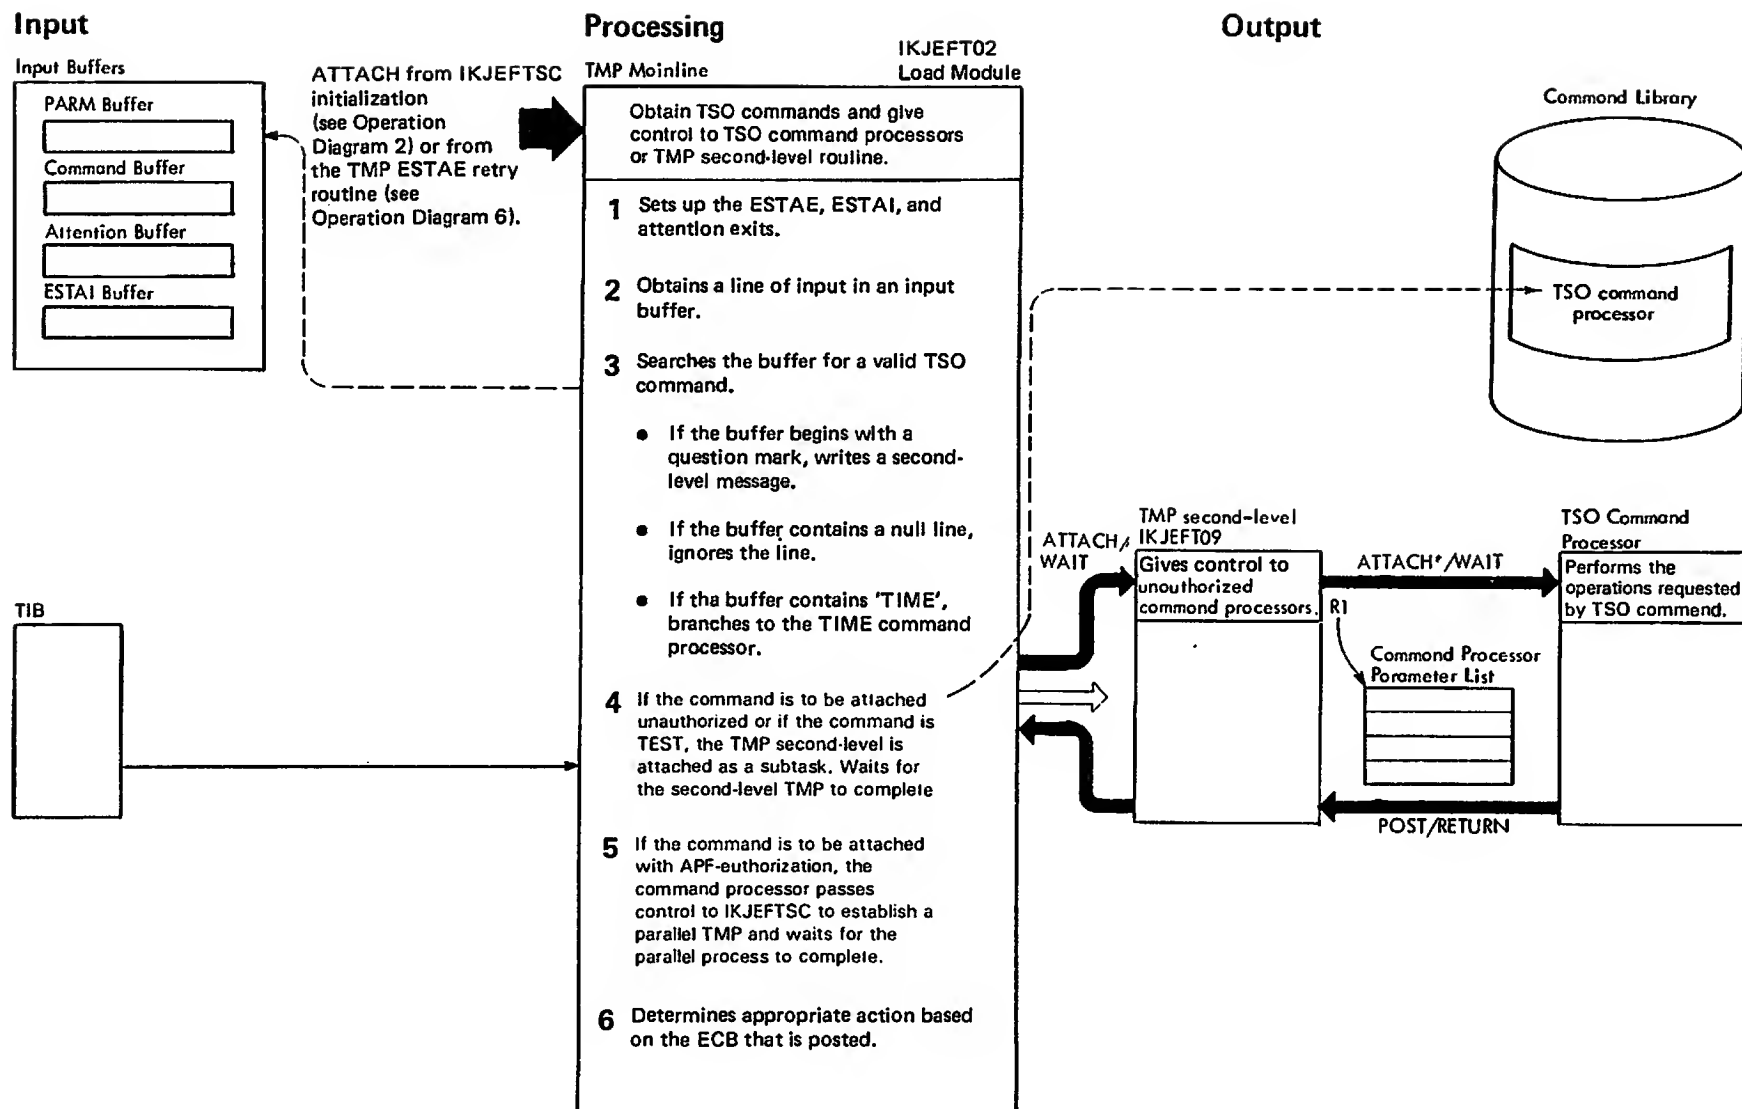 Input
Input Buffers
PARM Buffer
Command Buffer
Attention Buffer
ESTAI Buffer
ATTACH from IKJEFTSC
initialization
(see Operation
Diagram 2) or from
the TMP ESTAE retry
routine (see
Operation Diagram 6).
TIB
Processing
TMP Mainline
IKJEFT02
Load Module
Obtain TSO commands and give
control to TSO command processors
or TMP second-level routine.
1 Sets up the ESTAE, ESTAI, and
attention exits.
2 Obtains a line of input in an input
buffer.
3 Searches the buffer for a valid TSO
command.
• If the buffer begins with a
question mark, writes a second-
level message.
• If the buffer contains a null line,
ignores the line.
• If tha buffer contains 'TIME',
branches to the TIME command
processor.
4 If the command is to be attached
unauthorized or if the command is
TEST, the TMP second-level is
attached as a subtask. Waits for
the second-level TMP to complete
5 If the command is to be attached
with APF-euthorization, the
command processor passes
control to IKJEFTSC to establish a
parallel TMP and waits for the
parallel process to complete.
6 Determines appropriate action based
on the ECB that is posted.
Output
Command Library
TSO command
processor
ATTACH/
WAIT
TMP second-level
IKJEFT09
Gives control to
unouthorized
command processors.
ATTACH*/WAIT
R1
Commond Processor
Porometer List
POST/RETURN
TSO Command
Processor
Performs the
operations requested
by TSO commend.